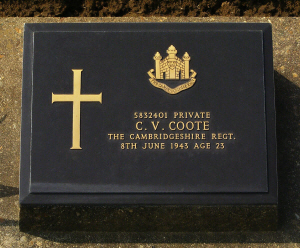 5832401 PRIVATE
C. V. COOTE
THE CAMBRIDGESHIRE REGT.
8TH JUNE 1943 AGE 23